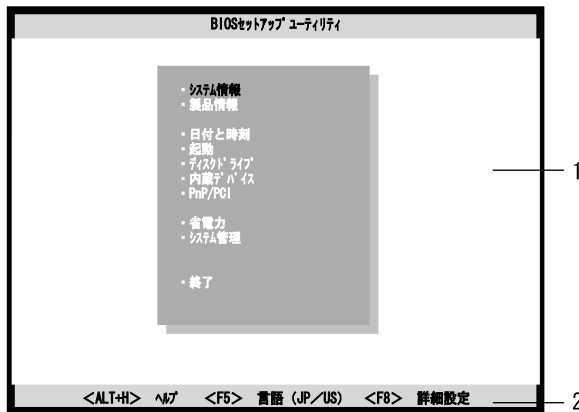 BIOSｾｯﾄｱｯﾌﾟ ﾕｰﾃｨﾘﾃｨ
・ｼｽﾃﾑ情報
・製品情報
・日付と時刻
・起動
・ﾃﾞｨｽｸﾄﾞﾗｲﾌﾞ
・内蔵ﾃﾞﾊﾞｲｽ
・PnP/PCI
・省電力
・ｼｽﾃﾑ管理
・終了
1
<ALT+H> ﾍﾙﾌﾟ <F5> 言語（JP／US） <F8> 詳細設定
2